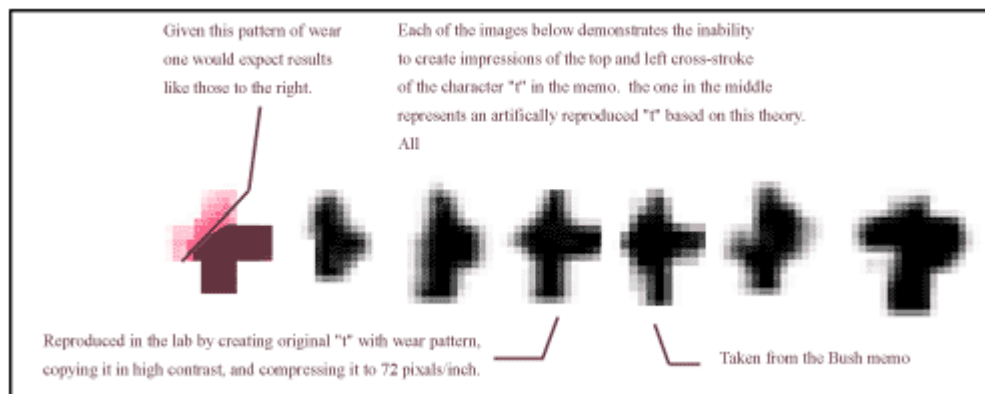 Given this pattern of wear
one would expect results
like those to the right.
Each of the images below demonstrates the inability
to create impressions of the top and left cross-stroke
of the character "t" in the memo. the one in the middle
represents an artifically reproduced "t" based on this theory.
All
Reproduced in the lab by creating original "t" with wear pattern,
copying it in high contrast, and compressing it to 72 pixals/inch.
Taken from the Bush memo